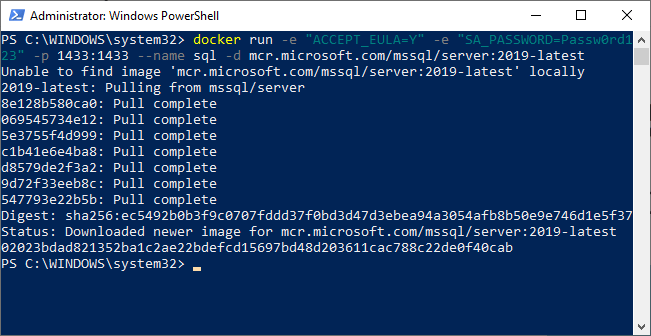 Administrator: Windows PowerShell
PS C:\WINDOWS\system32> docker run -e "ACCEPT_EULA=Y" -e "SA_PASSWORD=Passw0rd1
23" -p 1433:1433 --name sql -d mcr.microsoft.com/mssql/server:2019-latest
Unable to find image 'mcr.microsoft.com/mssql/server:2019-latest' locally
2019-latest: Pulling from mssql/server
8e128b580ca0: Pull complete
069545734e12: Pull complete
5e3755f4d999: Pull complete
c1b41e6e4ba8: Pull complete
d8579de2f3a2: Pull complete
9d72f33eeb8c: Pull complete
547793e22b5b: Pull complete
Digest: sha256:ec5492b0b3f9c0707fddd37f0bd3d47d3ebea94a3054afb8b50e9e746d1e5f37
Status: Downloaded newer image for mcr.microsoft.com/mssql/server:2019-latest
02023bdad821352ba1c2ae22bdefcd15697bd48d203611cac788c22de0f40cab
PS C:\WINDOWS\system32>